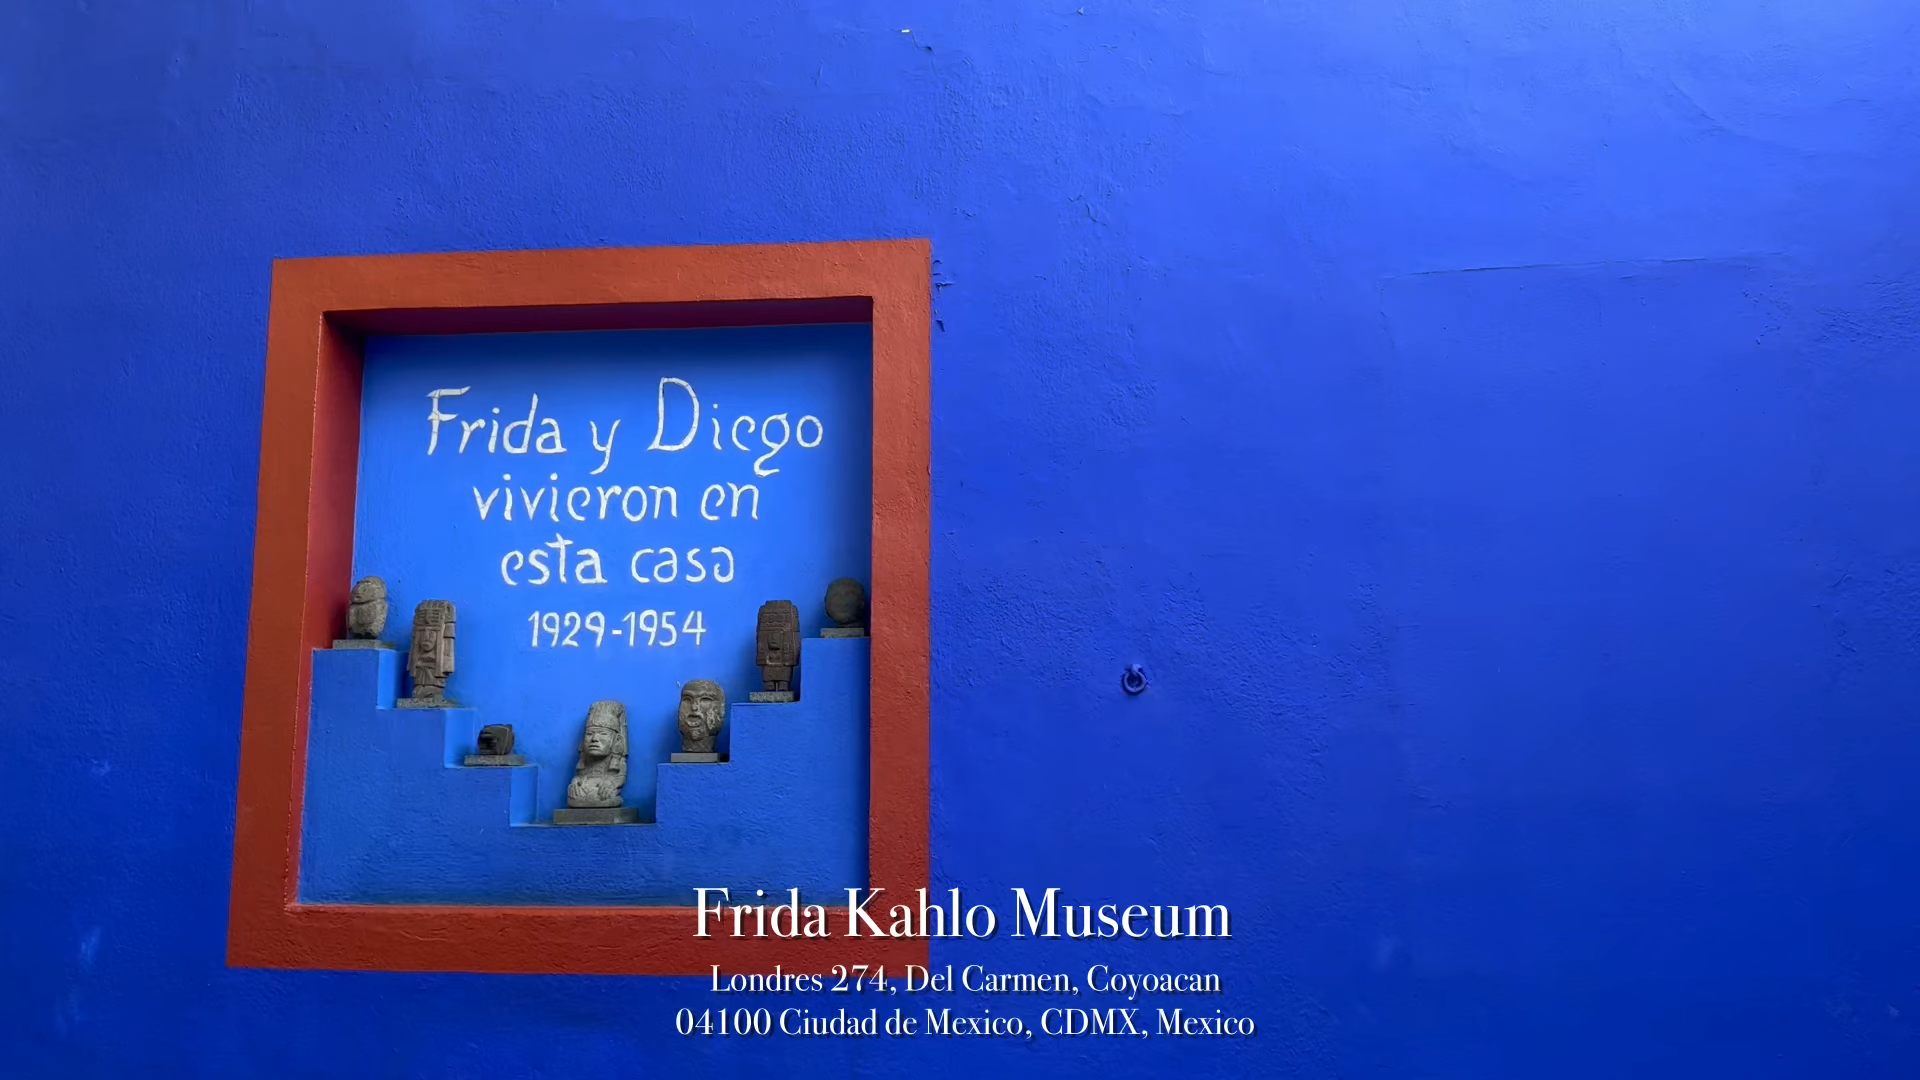 Frida y Diego
vivieron en
esta casa
1929-1954
Frida Kahlo Museum
Londres 274, Del Carmen, Coyoacan
04100 Ciudad de Mexico, CDMX, Mexico